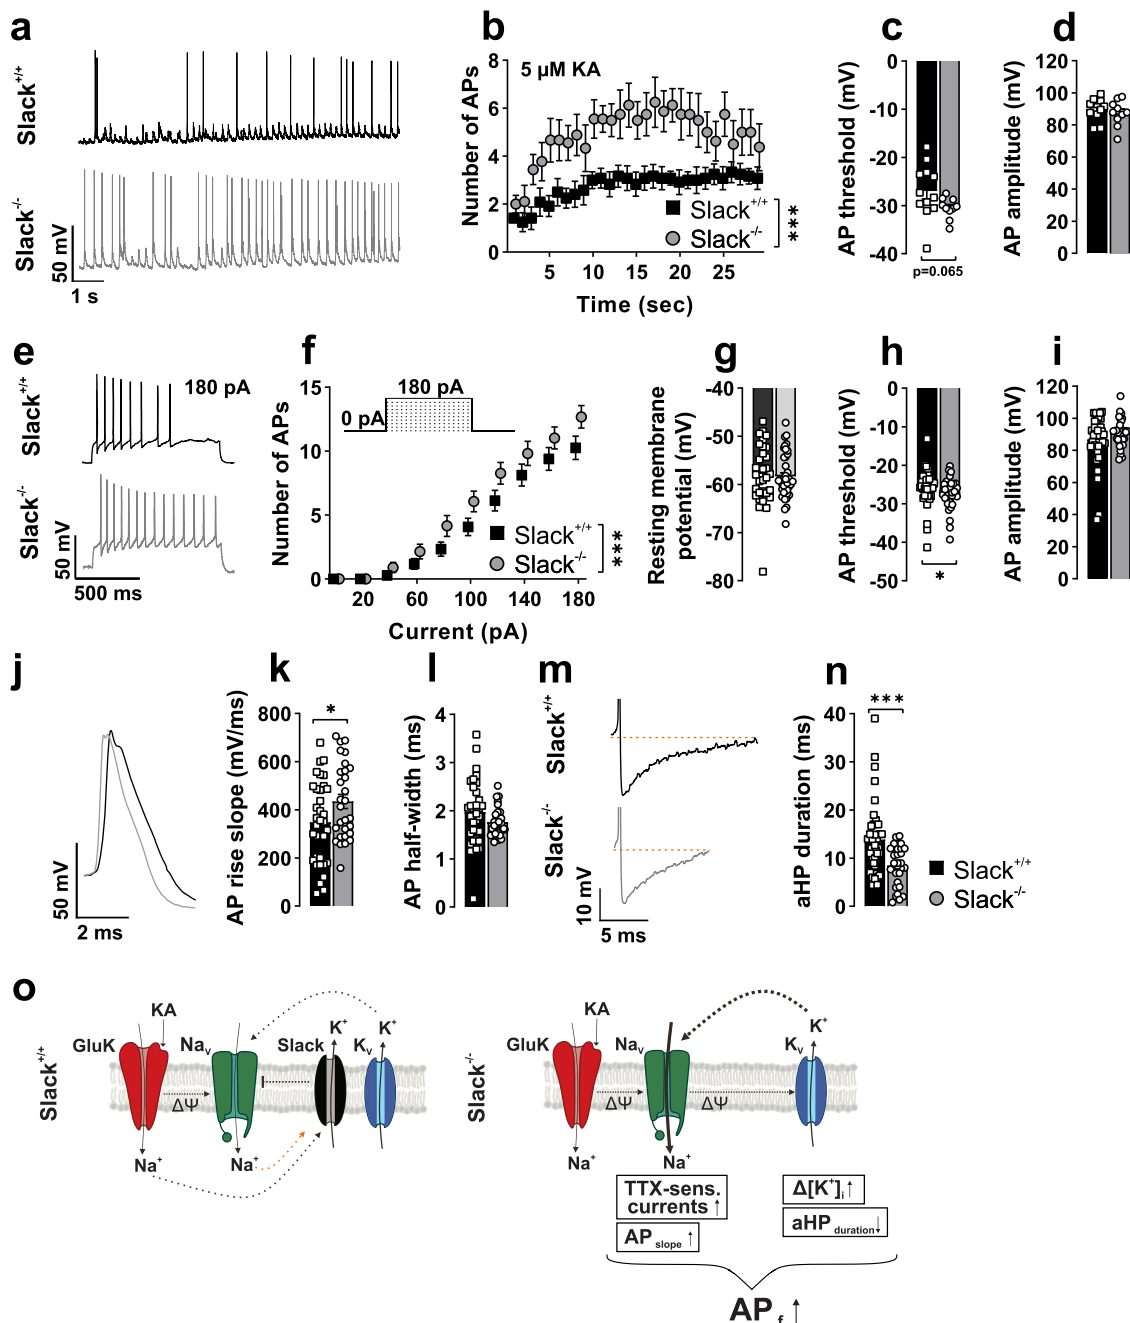 a
Slack+/+
Slack-/-
50 mV
1 s
b
Number of APs
8
6
4
2
0
5 µM KA
Slack+/+
Slack-/-
***
5
10
15
20
25
Time (sec)
c
AP threshold (mV)
0
-10
-20
-30
-40
p=0.065
d
AP amplitude (mV)
120
100
80
60
40
20
0
e
Slack+/+
Slack-/-
180 pA
50 mV
500 ms
f
Number of APs
15
10
5
0
0 pA
180 pA
Slack+/+
Slack-/-
***
20
60
100
140
180
Current (pA)
g
Resting membrane
potential (mV)
-40
-50
-60
-70
-80
h
AP threshold (mV)
0
-10
-20
-30
-40
-50
*
i
AP amplitude (mV)
120
100
80
60
40
20
0
j
50 mV
2 ms
k
AP rise slope (mV/ms)
800
600
400
200
0
*
l
AP half-width (ms)
4
3
2
1
0
m
Slack+/+
Slack-/-
10 mV
5 ms
n
aHP duration (ms)
40
30
20
10
0
***
Slack+/+
Slack-/-
o
Slack+/+
KA
GluK
Nav
Slack
K+
Kv
K+
ΔΨ
Na+
Na+
Slack-/-
KA
GluK
Nav
Kv
K+
ΔΨ
ΔΨ
Na+
Na+
TTX-sens.
currents ↑
AP slope ↑
Δ[K+]i ↑
aHP duration ↓
APf ↑